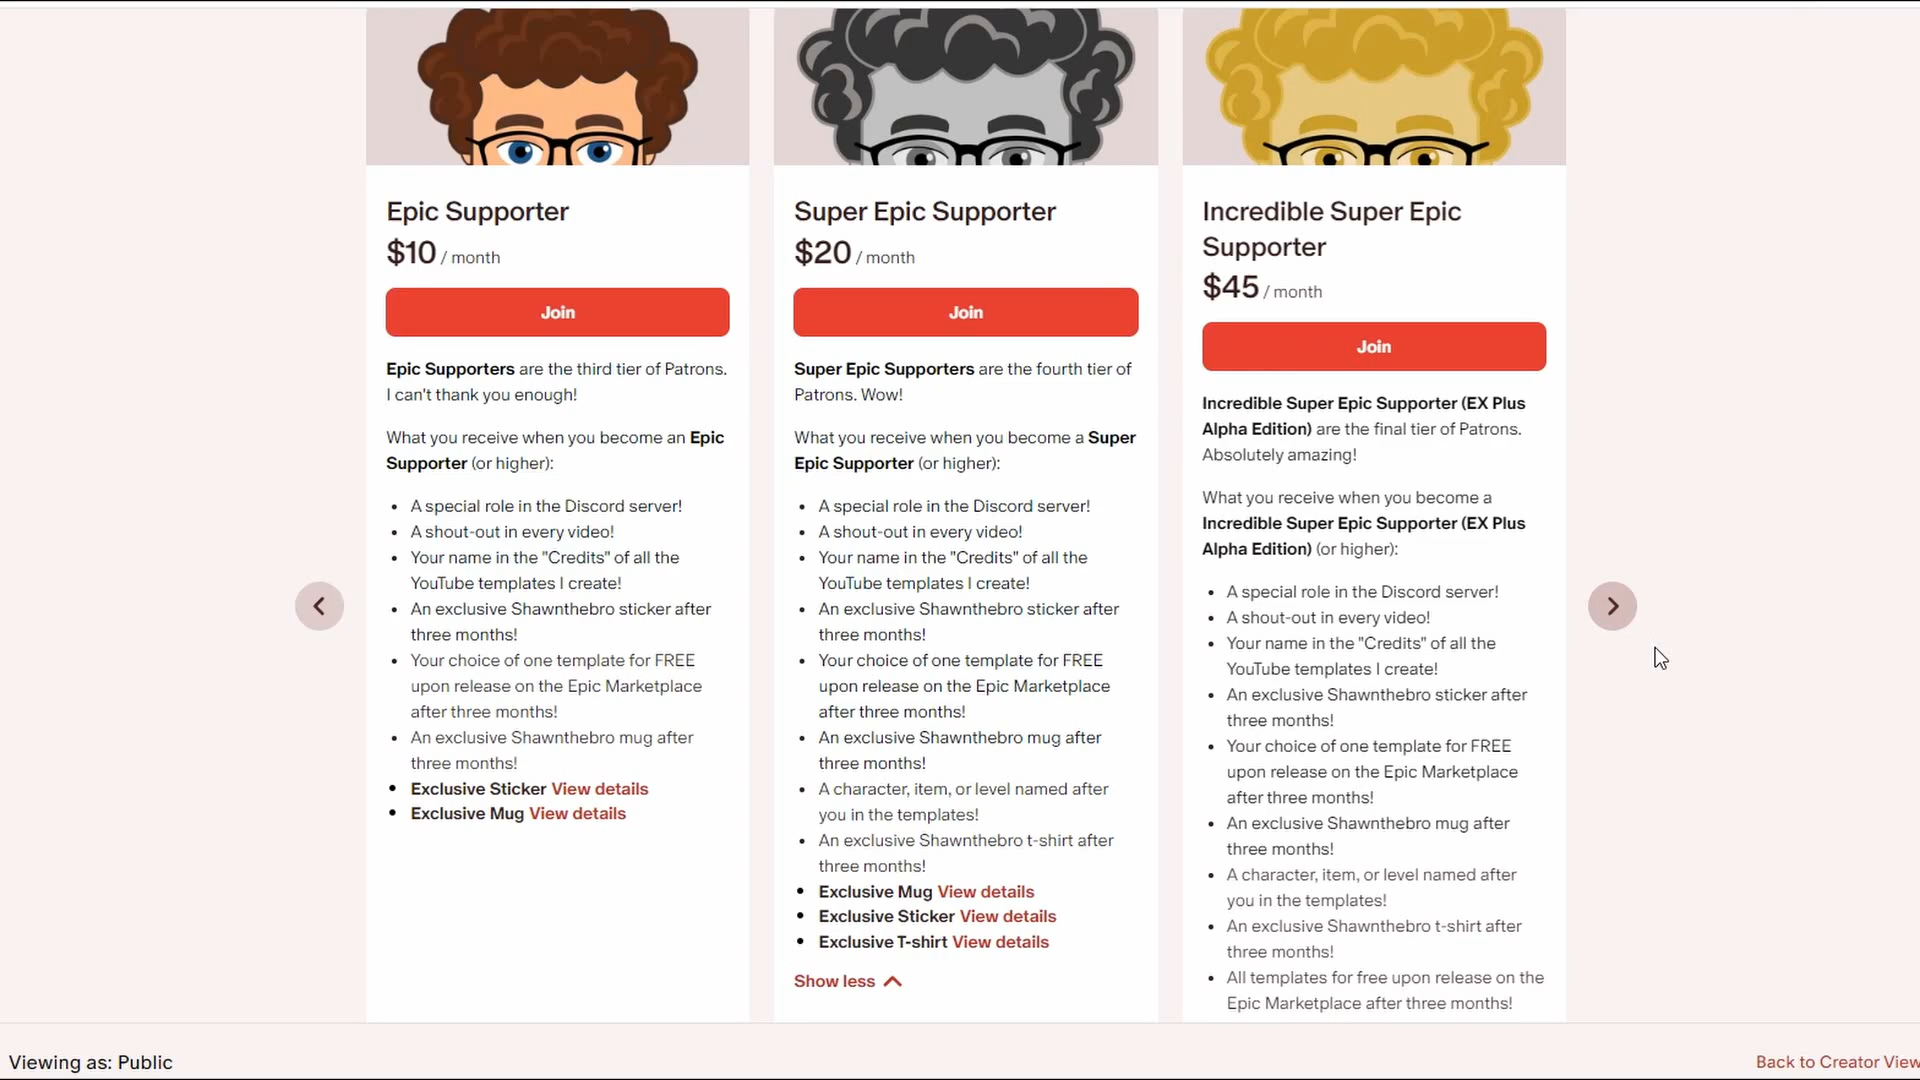 Epic Supporter
$10 / month
Join
Epic Supporters are the third tier of Patrons.
I can't thank you enough!
What you receive when you become an Epic
Supporter (or higher):
• A special role in the Discord server!
• A shout-out in every video!
• Your name in the "Credits" of all the
YouTube templates I create!
• An exclusive Shawnthebro sticker after
three months!
• Your choice of one template for FREE
upon release on the Epic Marketplace
after three months!
• An exclusive Shawnthebro mug after
three months!
• Exclusive Sticker View details
• Exclusive Mug View details
Super Epic Supporter
$20 / month
Join
Super Epic Supporters are the fourth tier of
Patrons. Wow!
What you receive when you become a Super
Epic Supporter (or higher):
• A special role in the Discord server!
• A shout-out in every video!
• Your name in the "Credits" of all the
YouTube templates I create!
• An exclusive Shawnthebro sticker after
three months!
• Your choice of one template for FREE
upon release on the Epic Marketplace
after three months!
• An exclusive Shawnthebro mug after
three months!
• A character, item, or level named after
you in the templates!
• An exclusive Shawnthebro t-shirt after
three months!
• Exclusive Mug View details
• Exclusive Sticker View details
• Exclusive T-shirt View details
Show less
Incredible Super Epic
Supporter
$45 / month
Join
Incredible Super Epic Supporter (EX Plus
Alpha Edition) are the final tier of Patrons.
Absolutely amazing!
What you receive when you become a
Incredible Super Epic Supporter (EX Plus
Alpha Edition) (or higher):
• A special role in the Discord server!
• A shout-out in every video!
• Your name in the "Credits" of all the
YouTube templates I create!
• An exclusive Shawnthebro sticker after
three months!
• Your choice of one template for FREE
upon release on the Epic Marketplace
after three months!
• An exclusive Shawnthebro mug after
three months!
• A character, item, or level named after
you in the templates!
• An exclusive Shawnthebro t-shirt after
three months!
• All templates for free upon release on the
Epic Marketplace after three months!
Viewing as: Public
Back to Creator View